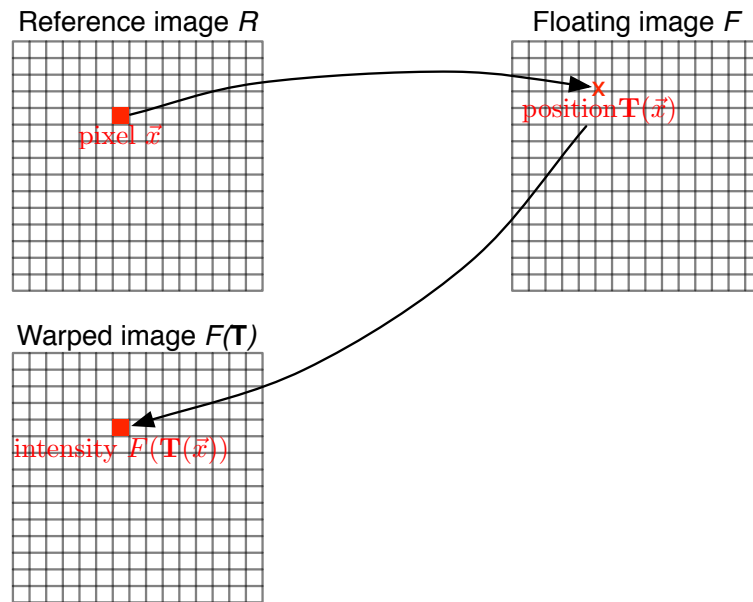 Reference image R
Floating image F
x
pixel x⃗
position T(x⃗)
Warped image F(T)
intensity F(T(x⃗))